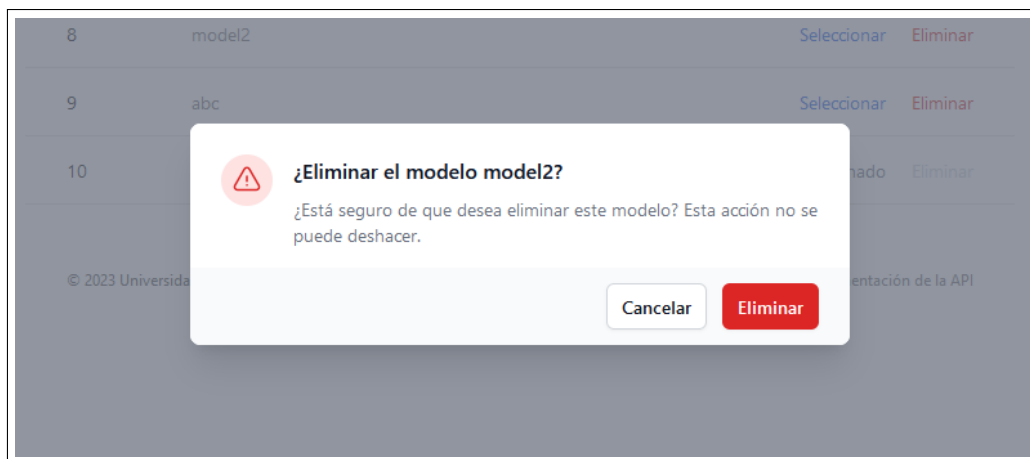 8 model2 Seleccionar Eliminar
9 abc Seleccionar Eliminar
10 nado Eliminar
¿Eliminar el modelo model2?
¿Está seguro de que desea eliminar este modelo? Esta acción no se
puede deshacer.
© 2023 Universida entación de la API
Cancelar Eliminar